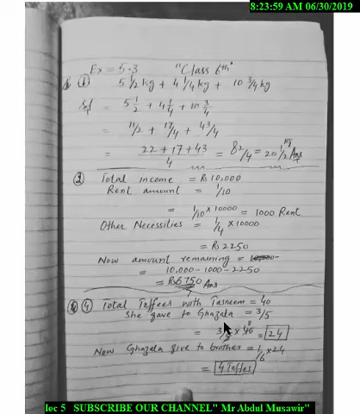 8:23:59 AM 06/30/2019
Ex = 5.3 "Class 6th"
① 5 1/2 kg + 4 1/4 kg + 10 3/4 kg
Sol 5 1/2 + 4 1/4 + 10 3/4
= 11/2 + 17/4 + 43/4
= 22 + 17 + 43 / 4 = 82/4 = 20 1/2 kg Ans
② Total income = Rs 10,000
Rent amount = 1/10
= 1/10 × 10000 = 1000 Rent
Other Necessities = 1/4 × 10000
= Rs 2250
Now amount remaining =
= 10,000 - 1000 - 2250
= Rs 6750 Ans
④ Total Taffees with Tasneem = 40
She gave to Ghazala = 3/5
= 3/5 × 40 = 24
Now Ghazala give to brother = 1/6 × 24
= 4 Taffees
lec 5 SUBSCRIBE OUR CHANNEL" Mr Abdul Musawir"